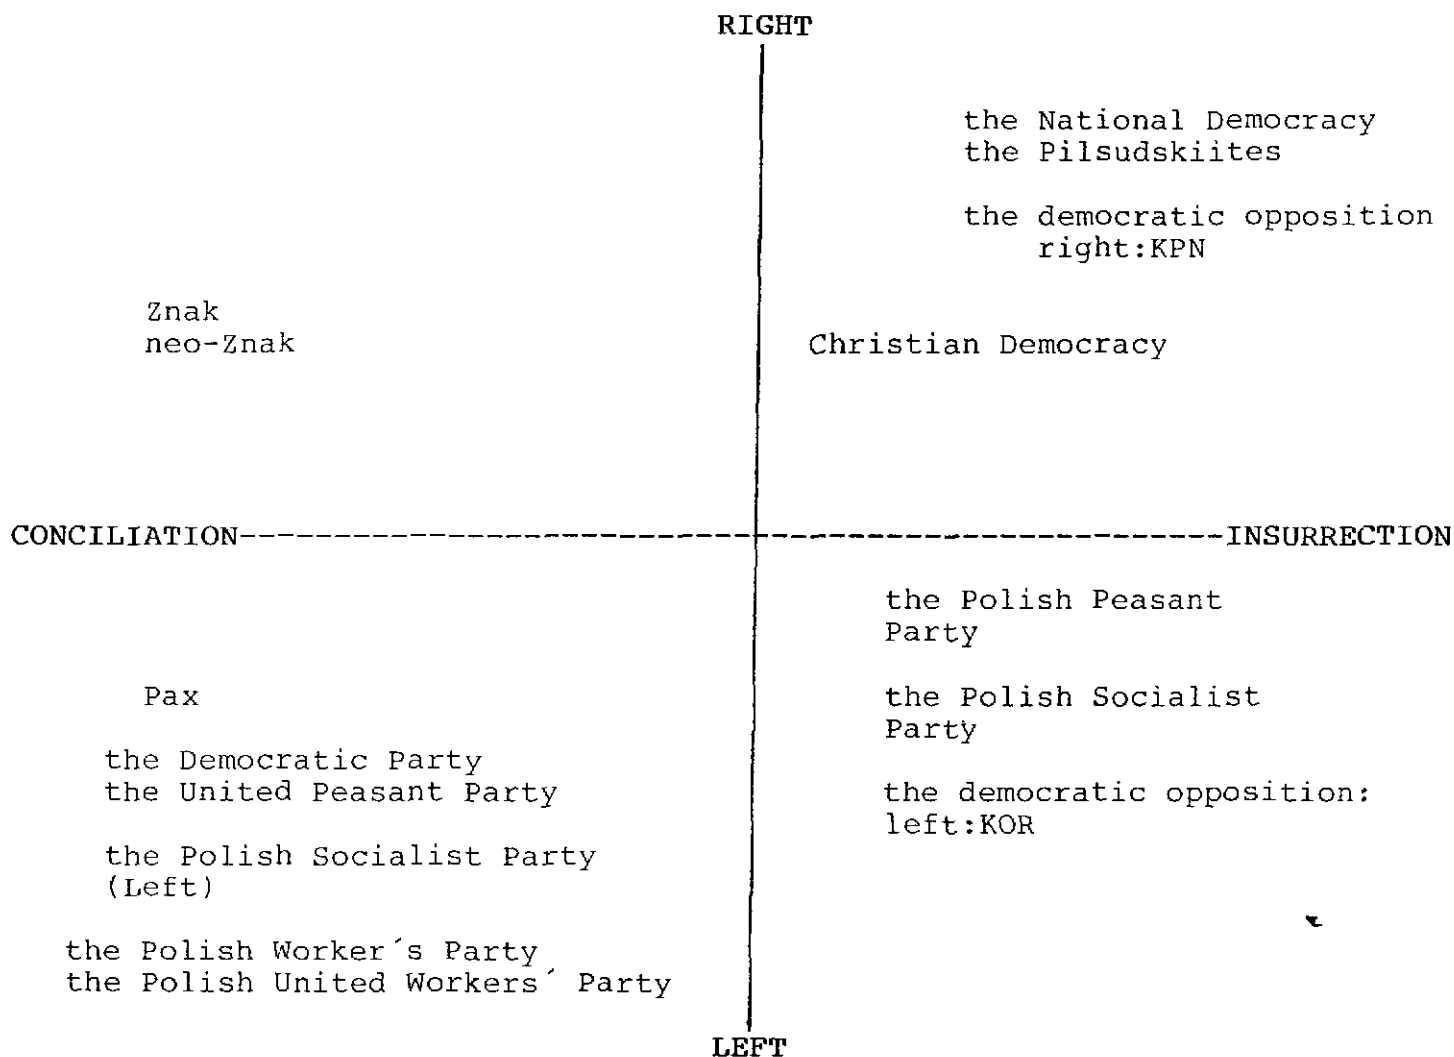 RIGHT
the National Democracy
the Pilsudskiites
the democratic opposition
right:KPN
Znak
neo-Znak
Christian Democracy
CONCILIATION------------------------------------------------------INSURRECTION
the Polish Peasant
Party
Pax
the Polish Socialist
Party
the Democratic Party
the United Peasant Party
the democratic opposition:
left:KOR
the Polish Socialist Party
(Left)
the Polish Worker´s Party
the Polish United Workers´ Party
LEFT